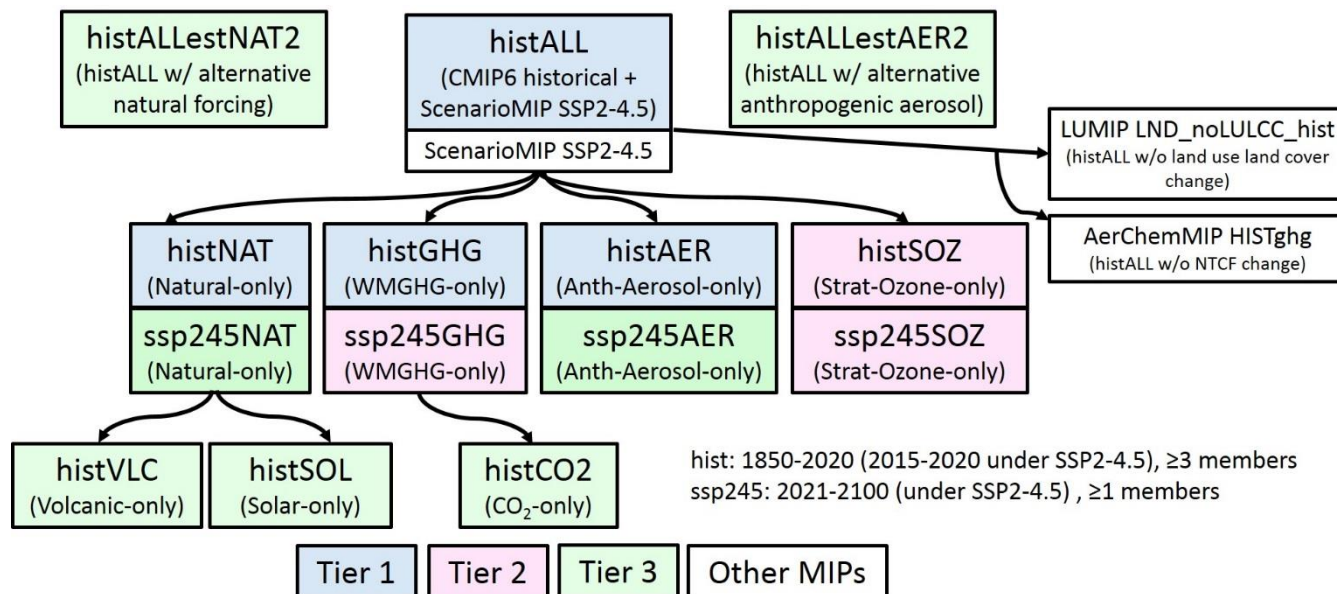 histALLestNAT2
(histALL w/ alternative
natural forcing)
histALL
(CMIP6 historical +
ScenarioMIP SSP2-4.5)
ScenarioMIP SSP2-4.5
histALLestAER2
(histALL w/ alternative
anthropogenic aerosol)
LUMIP LND_noLULCC_hist
(histALL w/o land use land cover
change)
AerChemMIP HISTghg
(histALL w/o NTCF change)
histNAT
(Natural-only)
histGHG
(WMGHG-only)
histAER
(Anth-Aerosol-only)
histSOZ
(Strat-Ozone-only)
ssp245NAT
(Natural-only)
ssp245GHG
(WMGHG-only)
ssp245AER
(Anth-Aerosol-only)
ssp245SOZ
(Strat-Ozone-only)
histVLC
(Volcanic-only)
histSOL
(Solar-only)
histCO2
(CO₂-only)
hist: 1850-2020 (2015-2020 under SSP2-4.5), ≥3 members
ssp245: 2021-2100 (under SSP2-4.5) , ≥1 members
Tier 1
Tier 2
Tier 3
Other MIPs